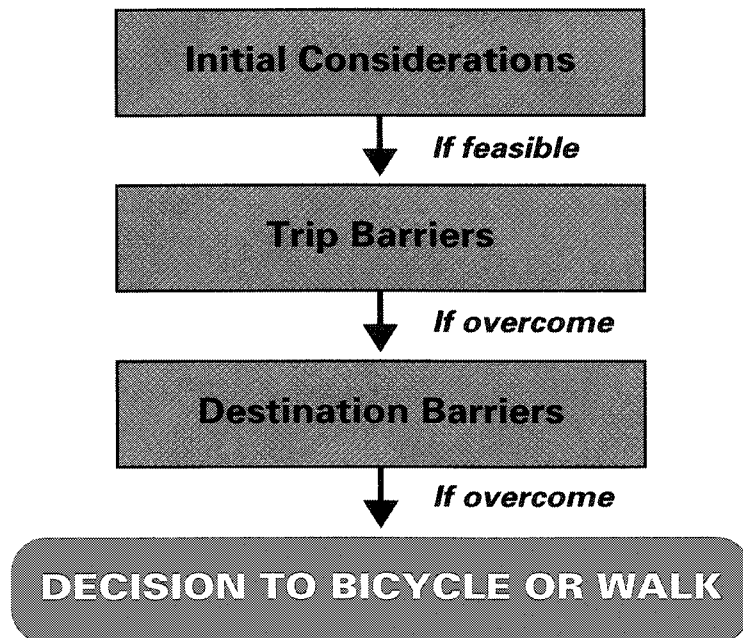 Initial Considerations
If feasible
Trip Barriers
If overcome
Destination Barriers
If overcome
DECISION TO BICYCLE OR WALK